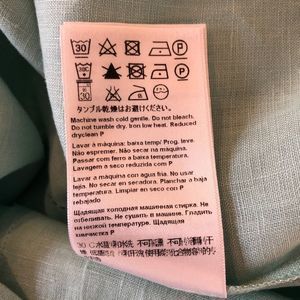 30
P
P
タンブル乾燥はお避けください。
Machine wash cold gentle. Do not bleach.
Do not tumble dry. Iron low heat. Reduced
dryclean P
Lavar à máquina: baixa temp/ Prog. leve.
Não espremer. Não secar à máquina.
Passar com ferro a baixa temperatura.
Lavagem a seco reduzida com P
Lavar a máquina con agua fria. No usar
lejia. No secar en secadora. Planchar a baja
temperatura. Limpiar en seco con P
rebajado
Щадящая холодная машинная стирка. Не
отбеливать. Не сушить в машине. Гладить
на низкой температуре. Щадящая
химчистка P
30